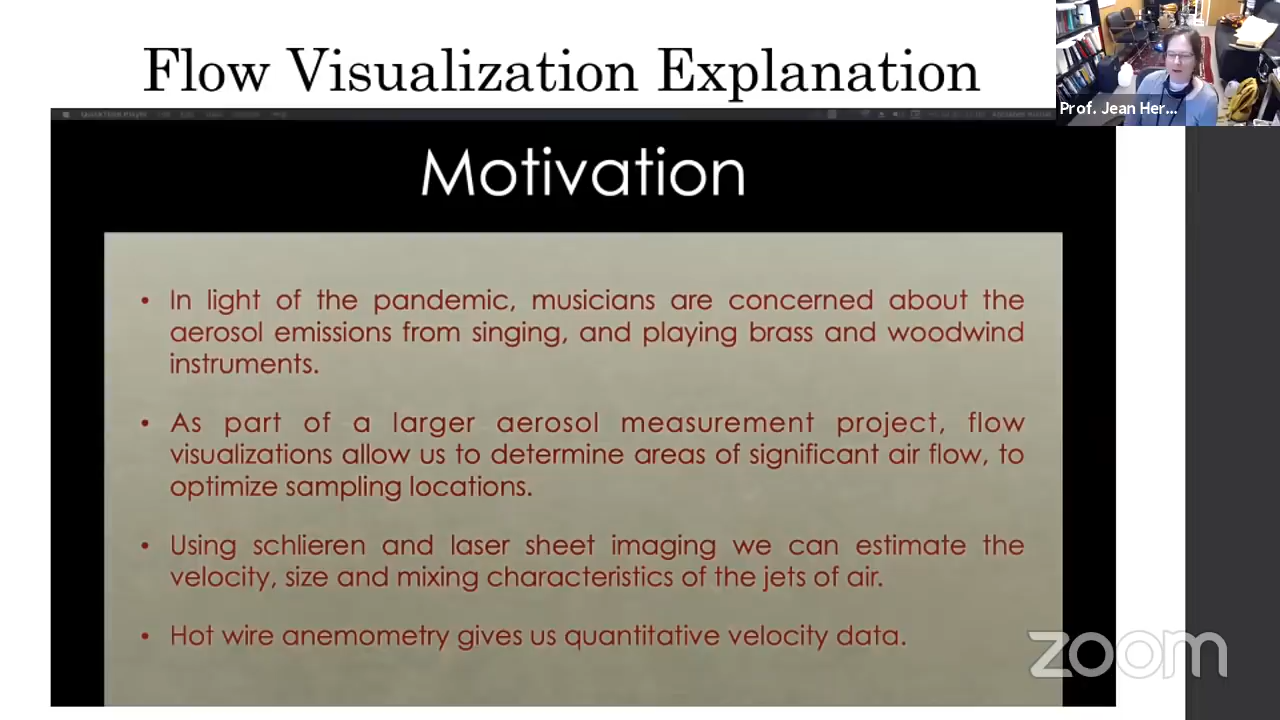 Flow Visualization Explanation
Prof. Jean Her...
Motivation
• In light of the pandemic, musicians are concerned about the
aerosol emissions from singing, and playing brass and woodwind
instruments.
• As part of a larger aerosol measurement project, flow
visualizations allow us to determine areas of significant air flow, to
optimize sampling locations.
• Using schlieren and laser sheet imaging we can estimate the
velocity, size and mixing characteristics of the jets of air.
• Hot wire anemometry gives us quantitative velocity data.
zoom